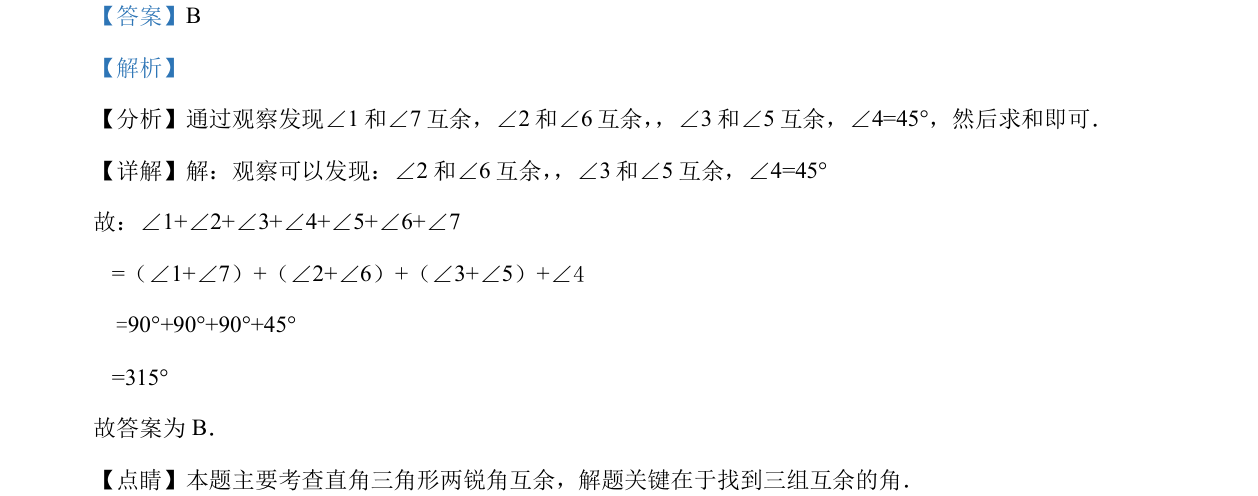 【答案】B
【解析】
【分析】通过观察发现∠1和∠7互余，∠2和∠6互余，，∠3和∠5互余，∠4=45°，然后求和即可．
【详解】解：观察可以发现：∠2和∠6互余，，∠3和∠5互余，∠4=45°
故：∠1+∠2+∠3+∠4+∠5+∠6+∠7
=（∠1+∠7）+（∠2+∠6）+（∠3+∠5）+∠4
=90°+90°+90°+45°
=315°
故答案为B．
【点睛】本题主要考查直角三角形两锐角互余，解题关键在于找到三组互余的角．